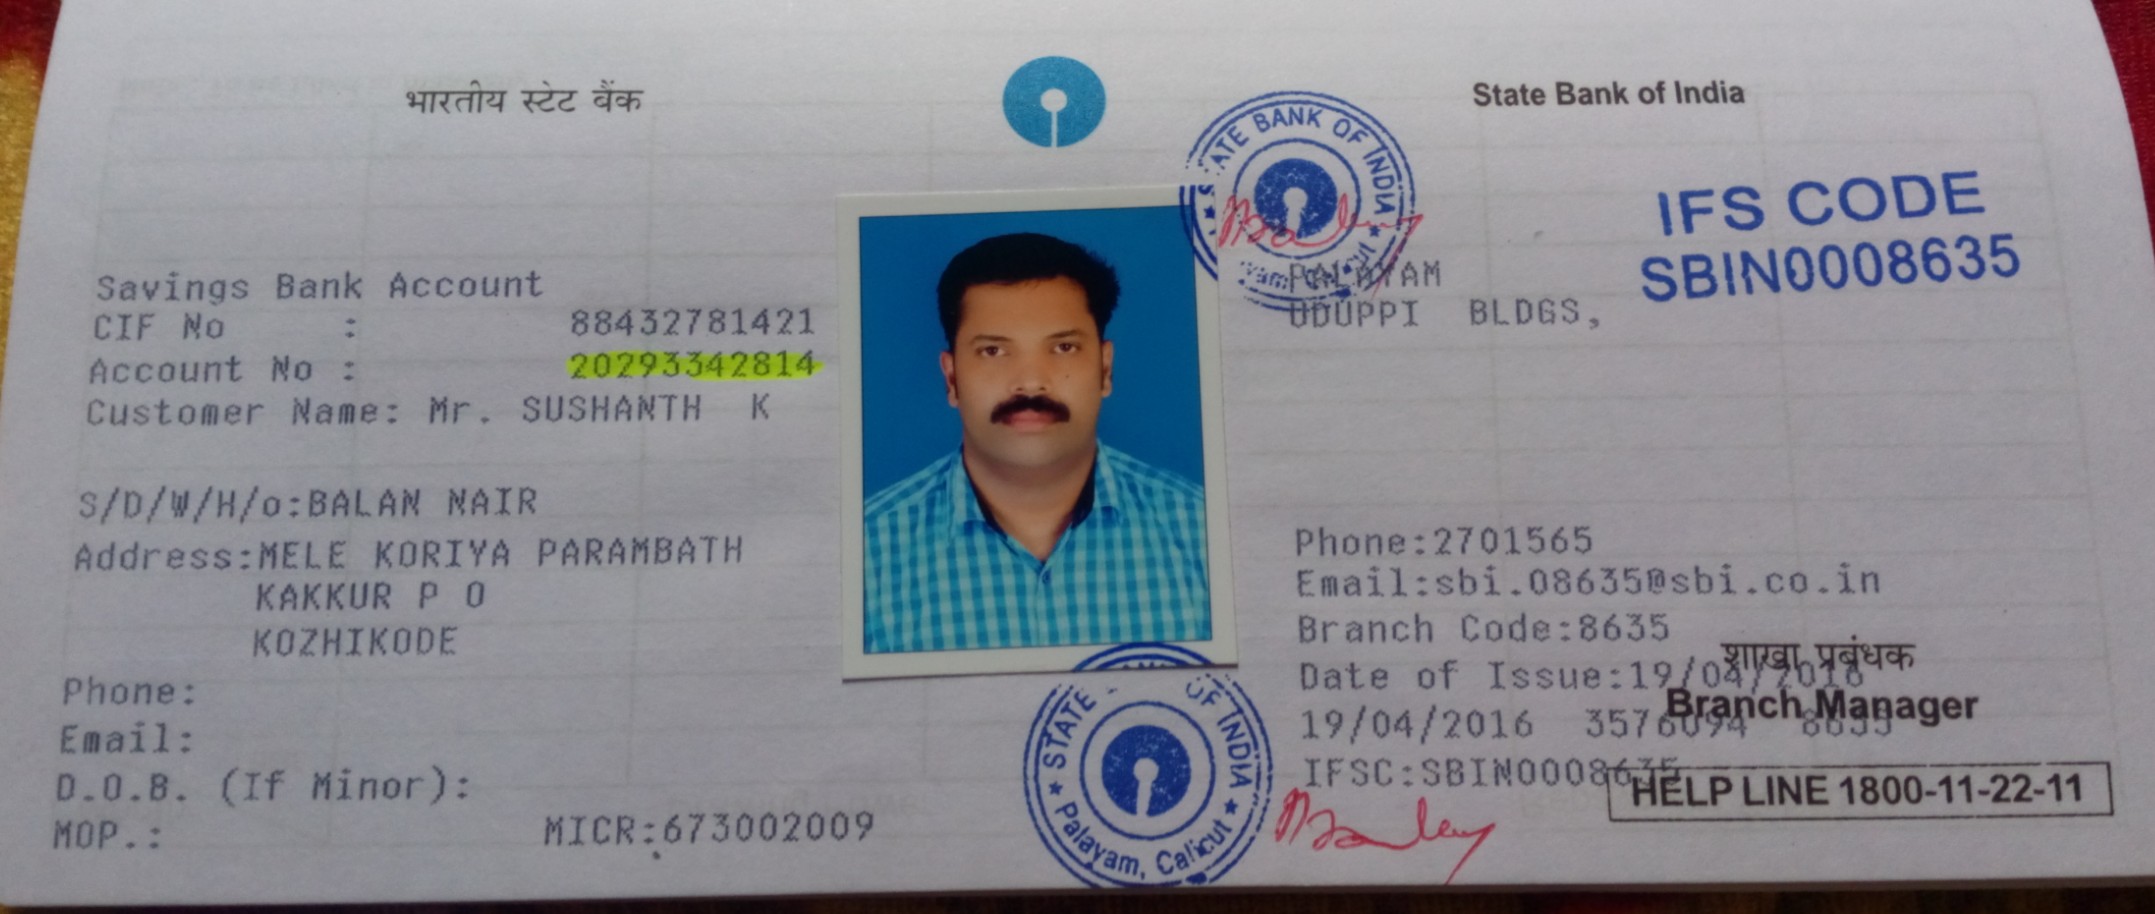 भारतीय स्टेट बैंक
State Bank of India
STATE BANK OF INDIA
IFS CODE
SBIN0008635
Savings Bank Account
CIF No : 88432781421
Account No : 20293342814
Customer Name: Mr. SUSHANTH K
S/D/W/H/o:BALAN NAIR
Address:MELE KORIYA PARAMBATH
KAKKUR P O
KOZHIKODE
Phone:
Email:
D.O.B. (If Minor):
MOP.:
MICR:673002009
PALAYAM
UDUPPI BLDGS,
Phone:2701565
Email:sbi.08635@sbi.co.in
Branch Code:8635
Date of Issue:19/04/2016
शाखा प्रबंधक
Branch Manager
19/04/2016 3576094 8635
IFSC:SBIN0008635
HELP LINE 1800-11-22-11
STATE OF INDIA
Palayam, Calicut